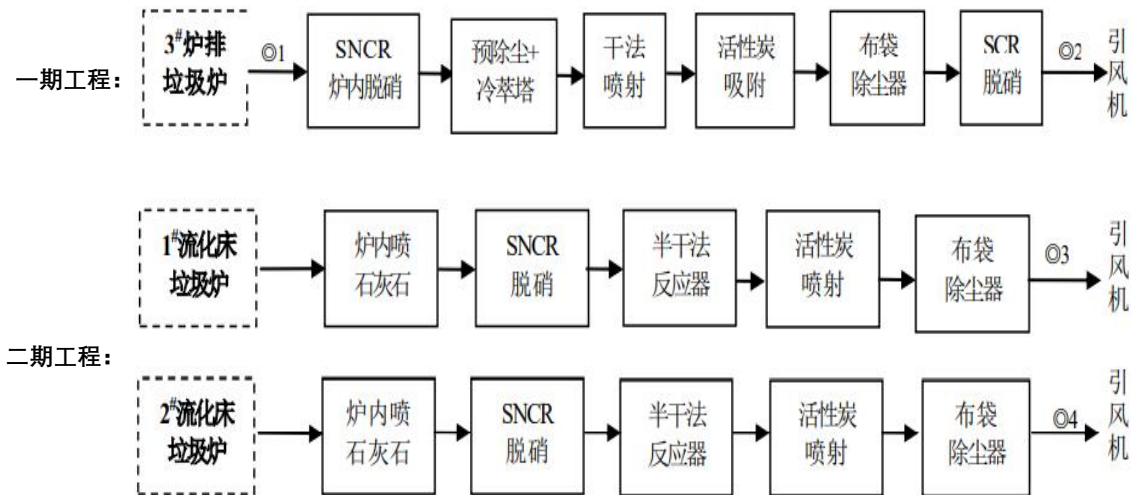 一期工程：
3#炉排
垃圾炉
◎1
SNCR
炉内脱硝
预除尘+
冷萃塔
干法
喷射
活性炭
吸附
布袋
除尘器
SCR
脱硝
◎2
引
风
机
二期工程：
1#流化床
垃圾炉
炉内喷
石灰石
SNCR
脱硝
半干法
反应器
活性炭
喷射
布袋
除尘器
◎3
引
风
机
2#流化床
垃圾炉
炉内喷
石灰石
SNCR
脱硝
半干法
反应器
活性炭
喷射
布袋
除尘器
◎4
引
风
机